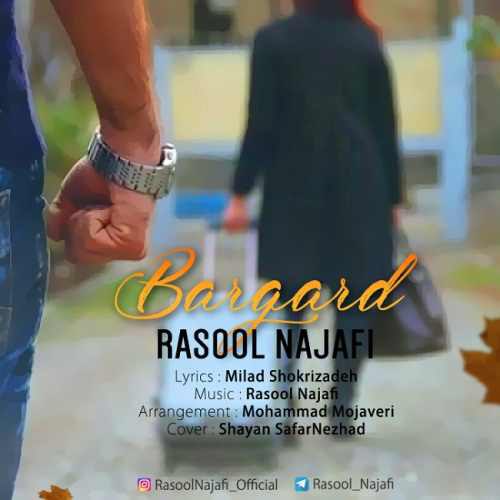 Bargard
RASOOL NAJAFI
Lyrics : Milad Shokrizadeh
Music : Rasool Najafi
Arrangement : Mohammad Mojaveri
Cover : Shayan SafarNezhad
RasoolNajafi_Official Rasool_Najafi